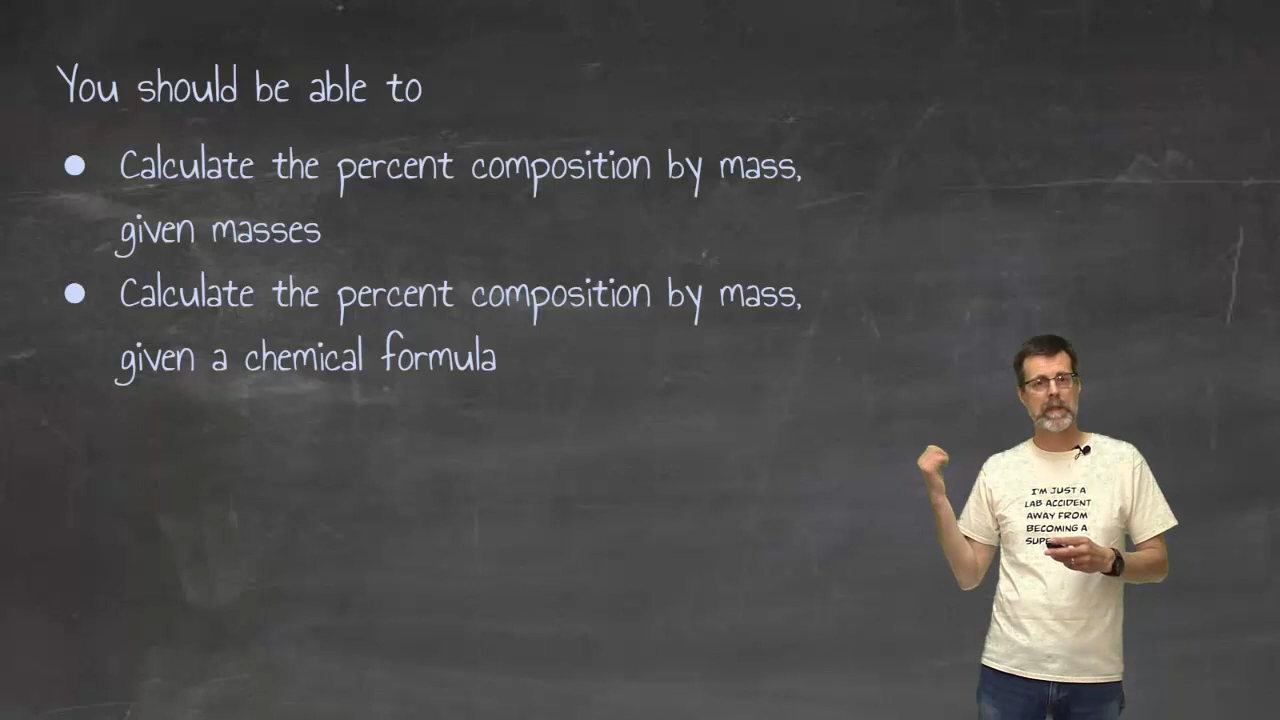 You should be able to
● Calculate the percent composition by mass,
given masses
● Calculate the percent composition by mass,
given a chemical formula
I'M JUST A
LAB ACCIDENT
AWAY FROM
BECOMING A